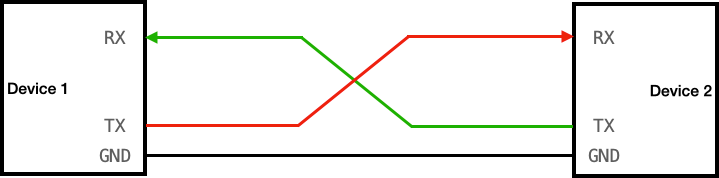 RX
Device 1
TX
GND
RX
Device 2
TX
GND